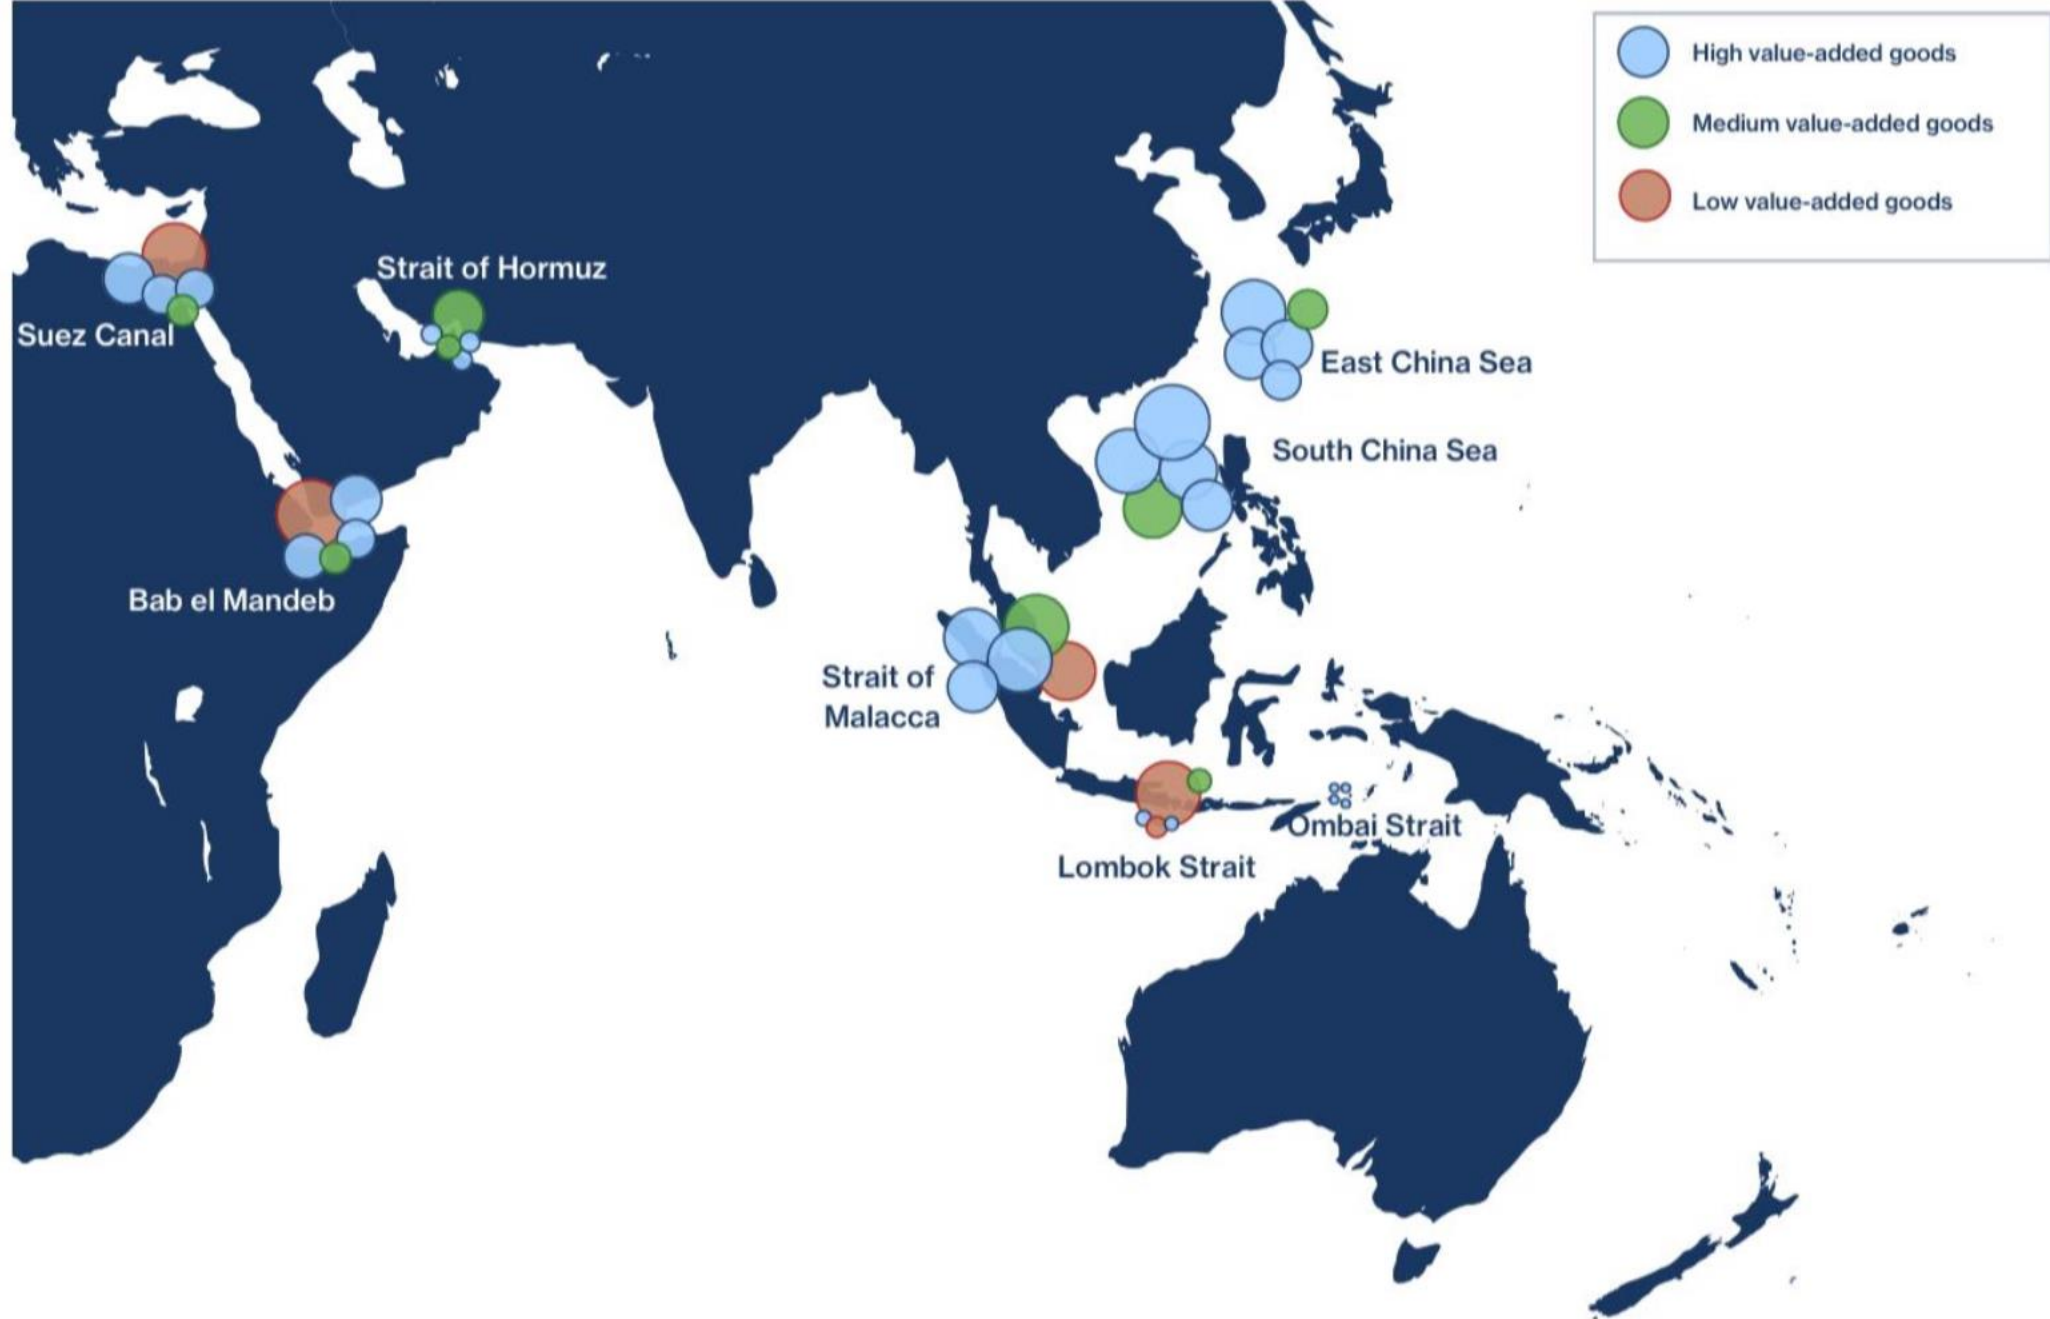 High value-added goods
Medium value-added goods
Low value-added goods
Strait of Hormuz
Suez Canal
East China Sea
South China Sea
Bab el Mandeb
Strait of
Malacca
Ombai Strait
Lombok Strait